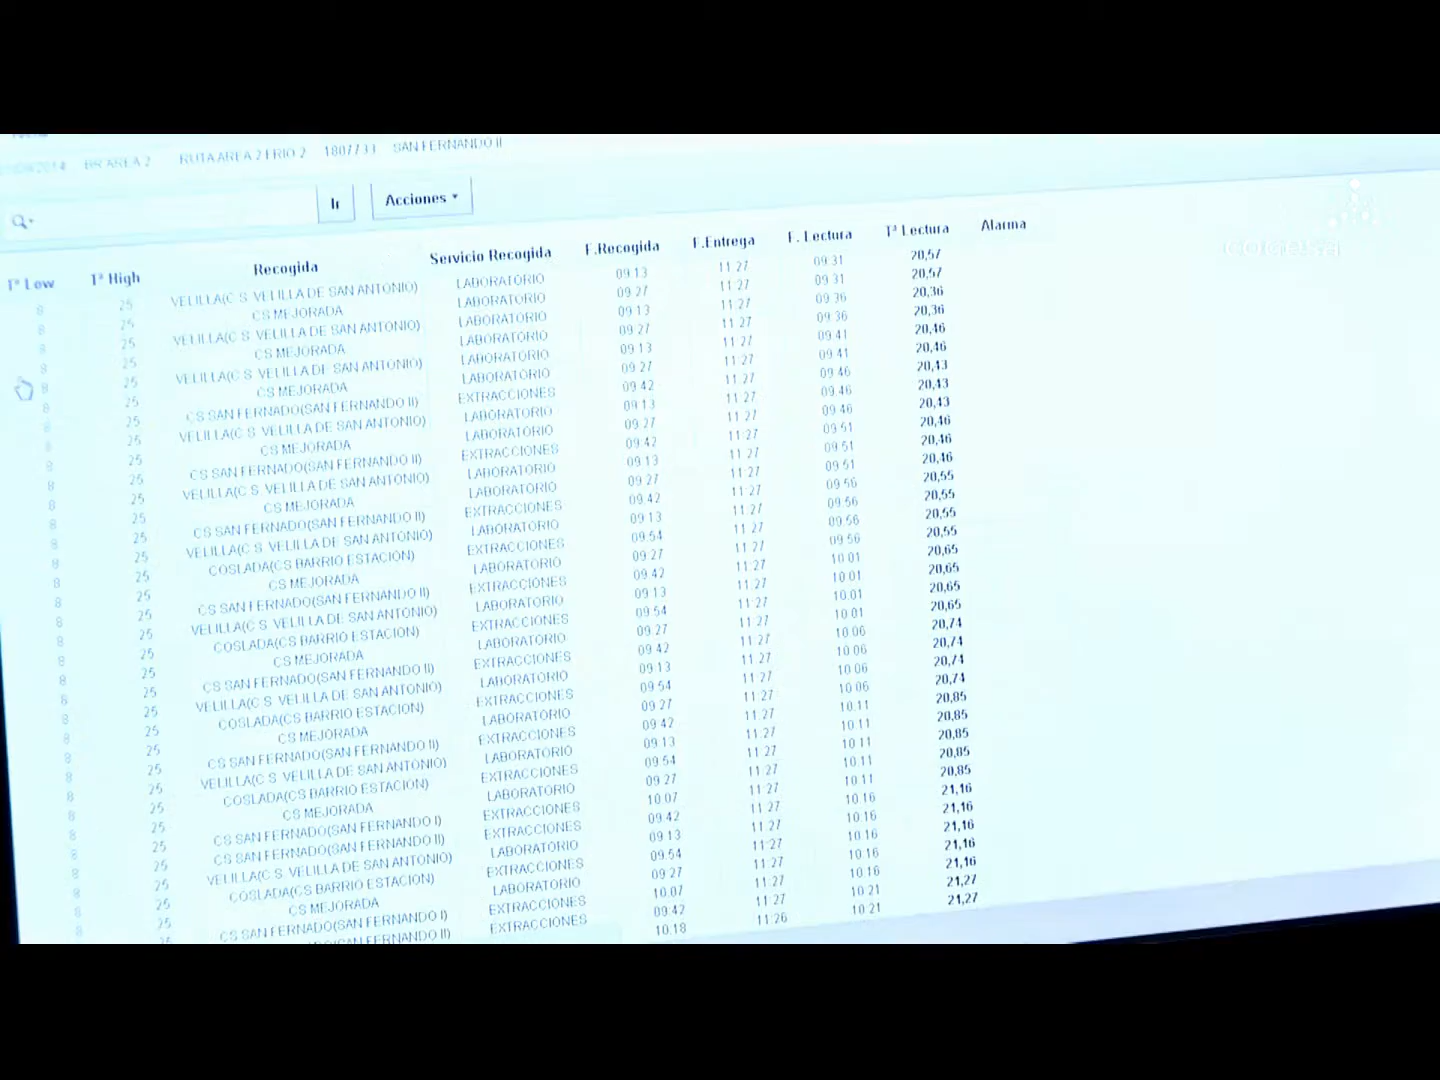 BR AREA 2 RUTA AREA 2 FRIO 2 1807733 SAN FERNANDO II
Ir Acciones
Tª Low Tª High Recogida Servicio Recogida F.Recogida F.Entrega F. Lectura Tª Lectura Alarma
8 25 VELILLA(C.S. VELILLA DE SAN ANTONIO) LABORATORIO 09:13 11:27 09:31 20,57
8 25 CS MEJORADA LABORATORIO 09:27 11:27 09:31 20,57
8 25 VELILLA(C.S. VELILLA DE SAN ANTONIO) LABORATORIO 09:13 11:27 09:36 20,36
8 25 CS MEJORADA LABORATORIO 09:27 11:27 09:36 20,36
8 25 VELILLA(C.S. VELILLA DE SAN ANTONIO) LABORATORIO 09:13 11:27 09:41 20,46
8 25 CS MEJORADA LABORATORIO 09:27 11:27 09:41 20,46
8 25 CS SAN FERNADO(SAN FERNANDO II) EXTRACCIONES 09:42 11:27 09:46 20,43
8 25 VELILLA(C.S. VELILLA DE SAN ANTONIO) LABORATORIO 09:13 11:27 09:46 20,43
8 25 CS MEJORADA LABORATORIO 09:27 11:27 09:46 20,43
8 25 CS SAN FERNADO(SAN FERNANDO II) EXTRACCIONES 09:42 11:27 09:51 20,46
8 25 VELILLA(C.S. VELILLA DE SAN ANTONIO) LABORATORIO 09:13 11:27 09:51 20,46
8 25 CS MEJORADA LABORATORIO 09:27 11:27 09:51 20,46
8 25 CS SAN FERNADO(SAN FERNANDO II) EXTRACCIONES 09:42 11:27 09:56 20,55
8 25 VELILLA(C.S. VELILLA DE SAN ANTONIO) LABORATORIO 09:13 11:27 09:56 20,55
8 25 COSLADA(CS BARRIO ESTACION) EXTRACCIONES 09:54 11:27 09:56 20,55
8 25 CS MEJORADA LABORATORIO 09:27 11:27 09:56 20,55
8 25 CS SAN FERNADO(SAN FERNANDO II) EXTRACCIONES 09:42 11:27 10:01 20,65
8 25 VELILLA(C.S. VELILLA DE SAN ANTONIO) LABORATORIO 09:13 11:27 10:01 20,65
8 25 COSLADA(CS BARRIO ESTACION) EXTRACCIONES 09:54 11:27 10:01 20,65
8 25 CS MEJORADA LABORATORIO 09:27 11:27 10:01 20,65
8 25 CS SAN FERNADO(SAN FERNANDO II) EXTRACCIONES 09:42 11:27 10:06 20,74
8 25 VELILLA(C.S. VELILLA DE SAN ANTONIO) LABORATORIO 09:13 11:27 10:06 20,74
8 25 COSLADA(CS BARRIO ESTACION) EXTRACCIONES 09:54 11:27 10:06 20,74
8 25 CS MEJORADA LABORATORIO 09:27 11:27 10:06 20,74
8 25 CS SAN FERNADO(SAN FERNANDO II) EXTRACCIONES 09:42 11:27 10:11 20,85
8 25 VELILLA(C.S. VELILLA DE SAN ANTONIO) LABORATORIO 09:13 11:27 10:11 20,85
8 25 COSLADA(CS BARRIO ESTACION) EXTRACCIONES 09:54 11:27 10:11 20,85
8 25 CS MEJORADA LABORATORIO 09:27 11:27 10:11 20,85
8 25 CS SAN FERNADO(SAN FERNANDO I) EXTRACCIONES 10:07 11:27 10:11 20,85
8 25 CS SAN FERNADO(SAN FERNANDO II) EXTRACCIONES 09:42 11:27 10:16 21,16
8 25 VELILLA(C.S. VELILLA DE SAN ANTONIO) LABORATORIO 09:13 11:27 10:16 21,16
8 25 COSLADA(CS BARRIO ESTACION) EXTRACCIONES 09:54 11:27 10:16 21,16
8 25 CS MEJORADA LABORATORIO 09:27 11:27 10:16 21,16
8 25 CS SAN FERNADO(SAN FERNANDO I) EXTRACCIONES 10:07 11:27 10:16 21,16
FERNADO(SAN FERNANDO II) EXTRACCIONES 09:42 11:27 10:21 21,27
10:18 11:26 10:21 21,27